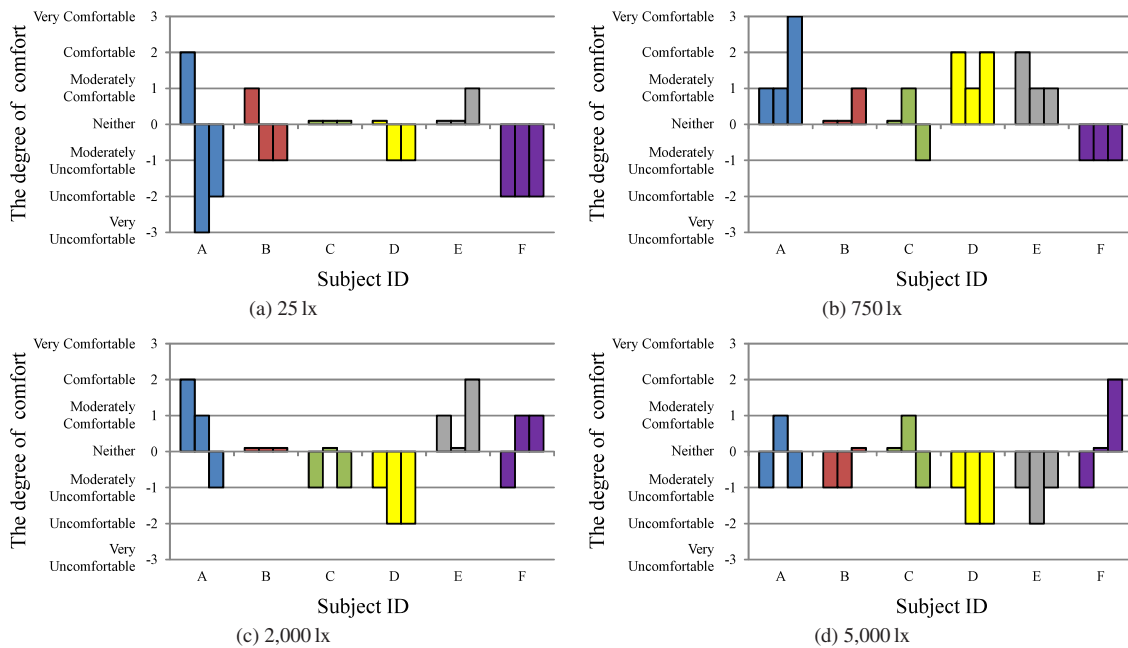 The degree of comfort
Very Comfortable 3
Comfortable 2
Moderately
Comfortable 1
Neither 0
Moderately
Uncomfortable -1
Uncomfortable -2
Very
Uncomfortable -3
A B C D E F
Subject ID
(a) 25 lx
The degree of comfort
Very Comfortable 3
Comfortable 2
Moderately
Comfortable 1
Neither 0
Moderately
Uncomfortable -1
Uncomfortable -2
Very
Uncomfortable -3
A B C D E F
Subject ID
(b) 750 lx
The degree of comfort
Very Comfortable 3
Comfortable 2
Moderately
Comfortable 1
Neither 0
Moderately
Uncomfortable -1
Uncomfortable -2
Very
Uncomfortable -3
A B C D E F
Subject ID
(c) 2,000 lx
The degree of comfort
Very Comfortable 3
Comfortable 2
Moderately
Comfortable 1
Neither 0
Moderately
Uncomfortable -1
Uncomfortable -2
Very
Uncomfortable -3
A B C D E F
Subject ID
(d) 5,000 lx